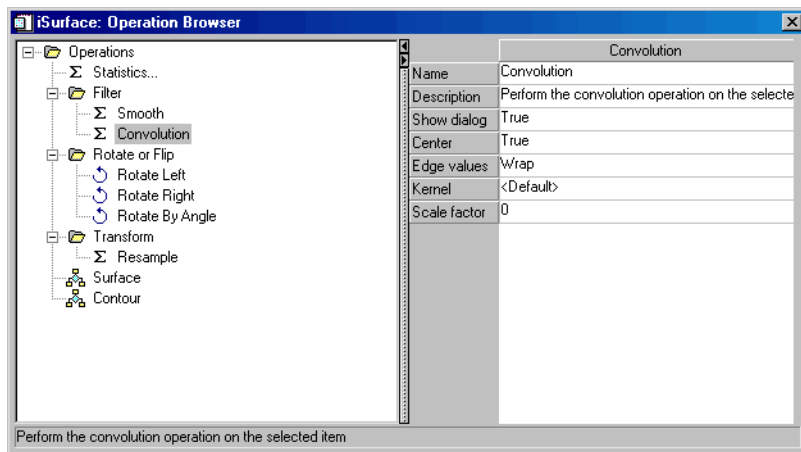 iSurface: Operation Browser
Operations
Statistics...
Filter
Smooth
Convolution
Rotate or Flip
Rotate Left
Rotate Right
Rotate By Angle
Transform
Resample
Surface
Contour
Convolution
Name Convolution
Description Perform the convolution operation on the selecte
Show dialog True
Center True
Edge values Wrap
Kernel <Default>
Scale factor 0
Perform the convolution operation on the selected item